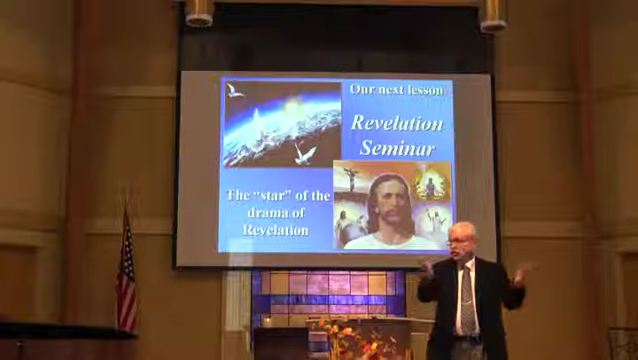 Our next lesson
Revelation
Seminar
The "star" of the
drama of
Revelation